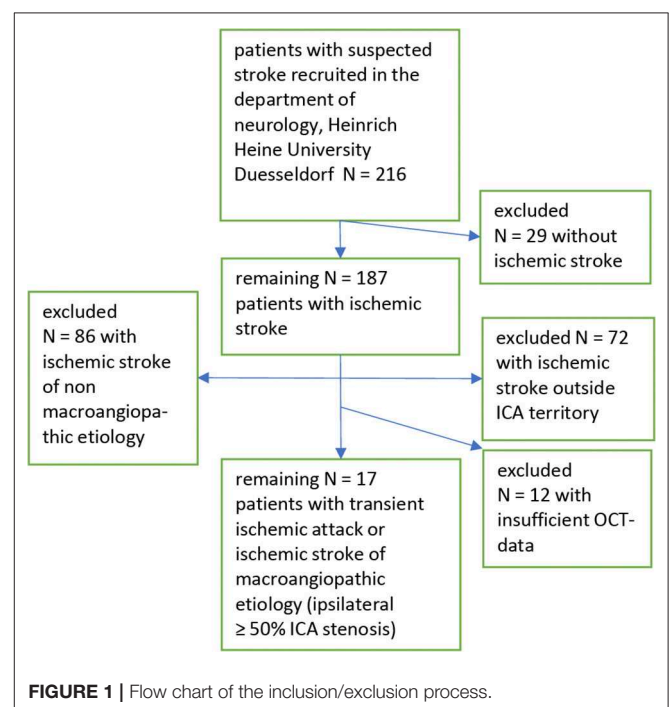 patients with suspected
stroke recruited in the
department of
neurology, Heinrich
Heine University
Duesseldorf N = 216
excluded
N = 29 without
ischemic stroke
remaining N = 187
patients with ischemic
stroke
excluded
N = 86 with
ischemic stroke
of non
macroangiopa-
thic etiology
excluded N = 72
with ischemic
stroke outside
ICA territory
excluded
N = 12 with
insufficient OCT-
data
remaining N = 17
patients with transient
ischemic attack or
ischemic stroke of
macroangiopathic
etiology (ipsilateral
≥ 50% ICA stenosis)
FIGURE 1 | Flow chart of the inclusion/exclusion process.